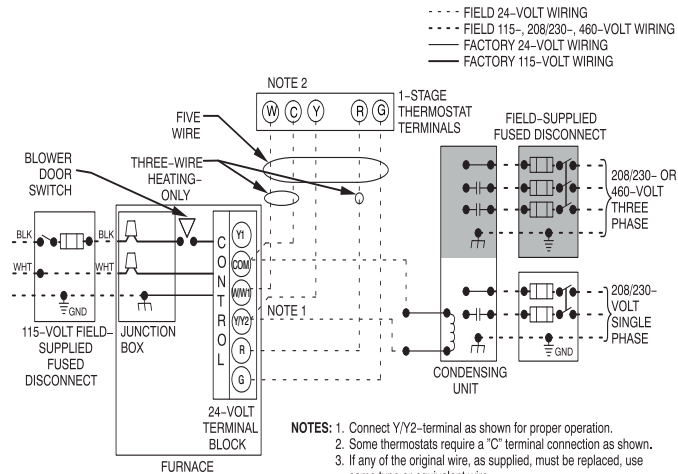 FIELD 24–VOLT WIRING
FIELD 115–, 208/230–, 460–VOLT WIRING
FACTORY 24–VOLT WIRING
FACTORY 115–VOLT WIRING
NOTE 2
W C Y R G
1–STAGE
THERMOSTAT
TERMINALS
FIVE
WIRE
THREE–WIRE
HEATING–
ONLY
BLOWER
DOOR
SWITCH
FIELD–SUPPLIED
FUSED DISCONNECT
208/230– OR
460–VOLT
THREE
PHASE
BLK
BLK
WHT
WHT
GND
115–VOLT FIELD–
SUPPLIED
FUSED
DISCONNECT
JUNCTION
BOX
CONTROL
Y1
COM
W/W1
Y/Y2
R
G
NOTE 1
24–VOLT
TERMINAL
BLOCK
FURNACE
208/230–
VOLT
SINGLE
PHASE
GND
CONDENSING
UNIT
NOTES: 1. Connect Y/Y2–terminal as shown for proper operation.
2. Some thermostats require a "C" terminal connection as shown.
3. If any of the original wire, as supplied, must be replaced, use